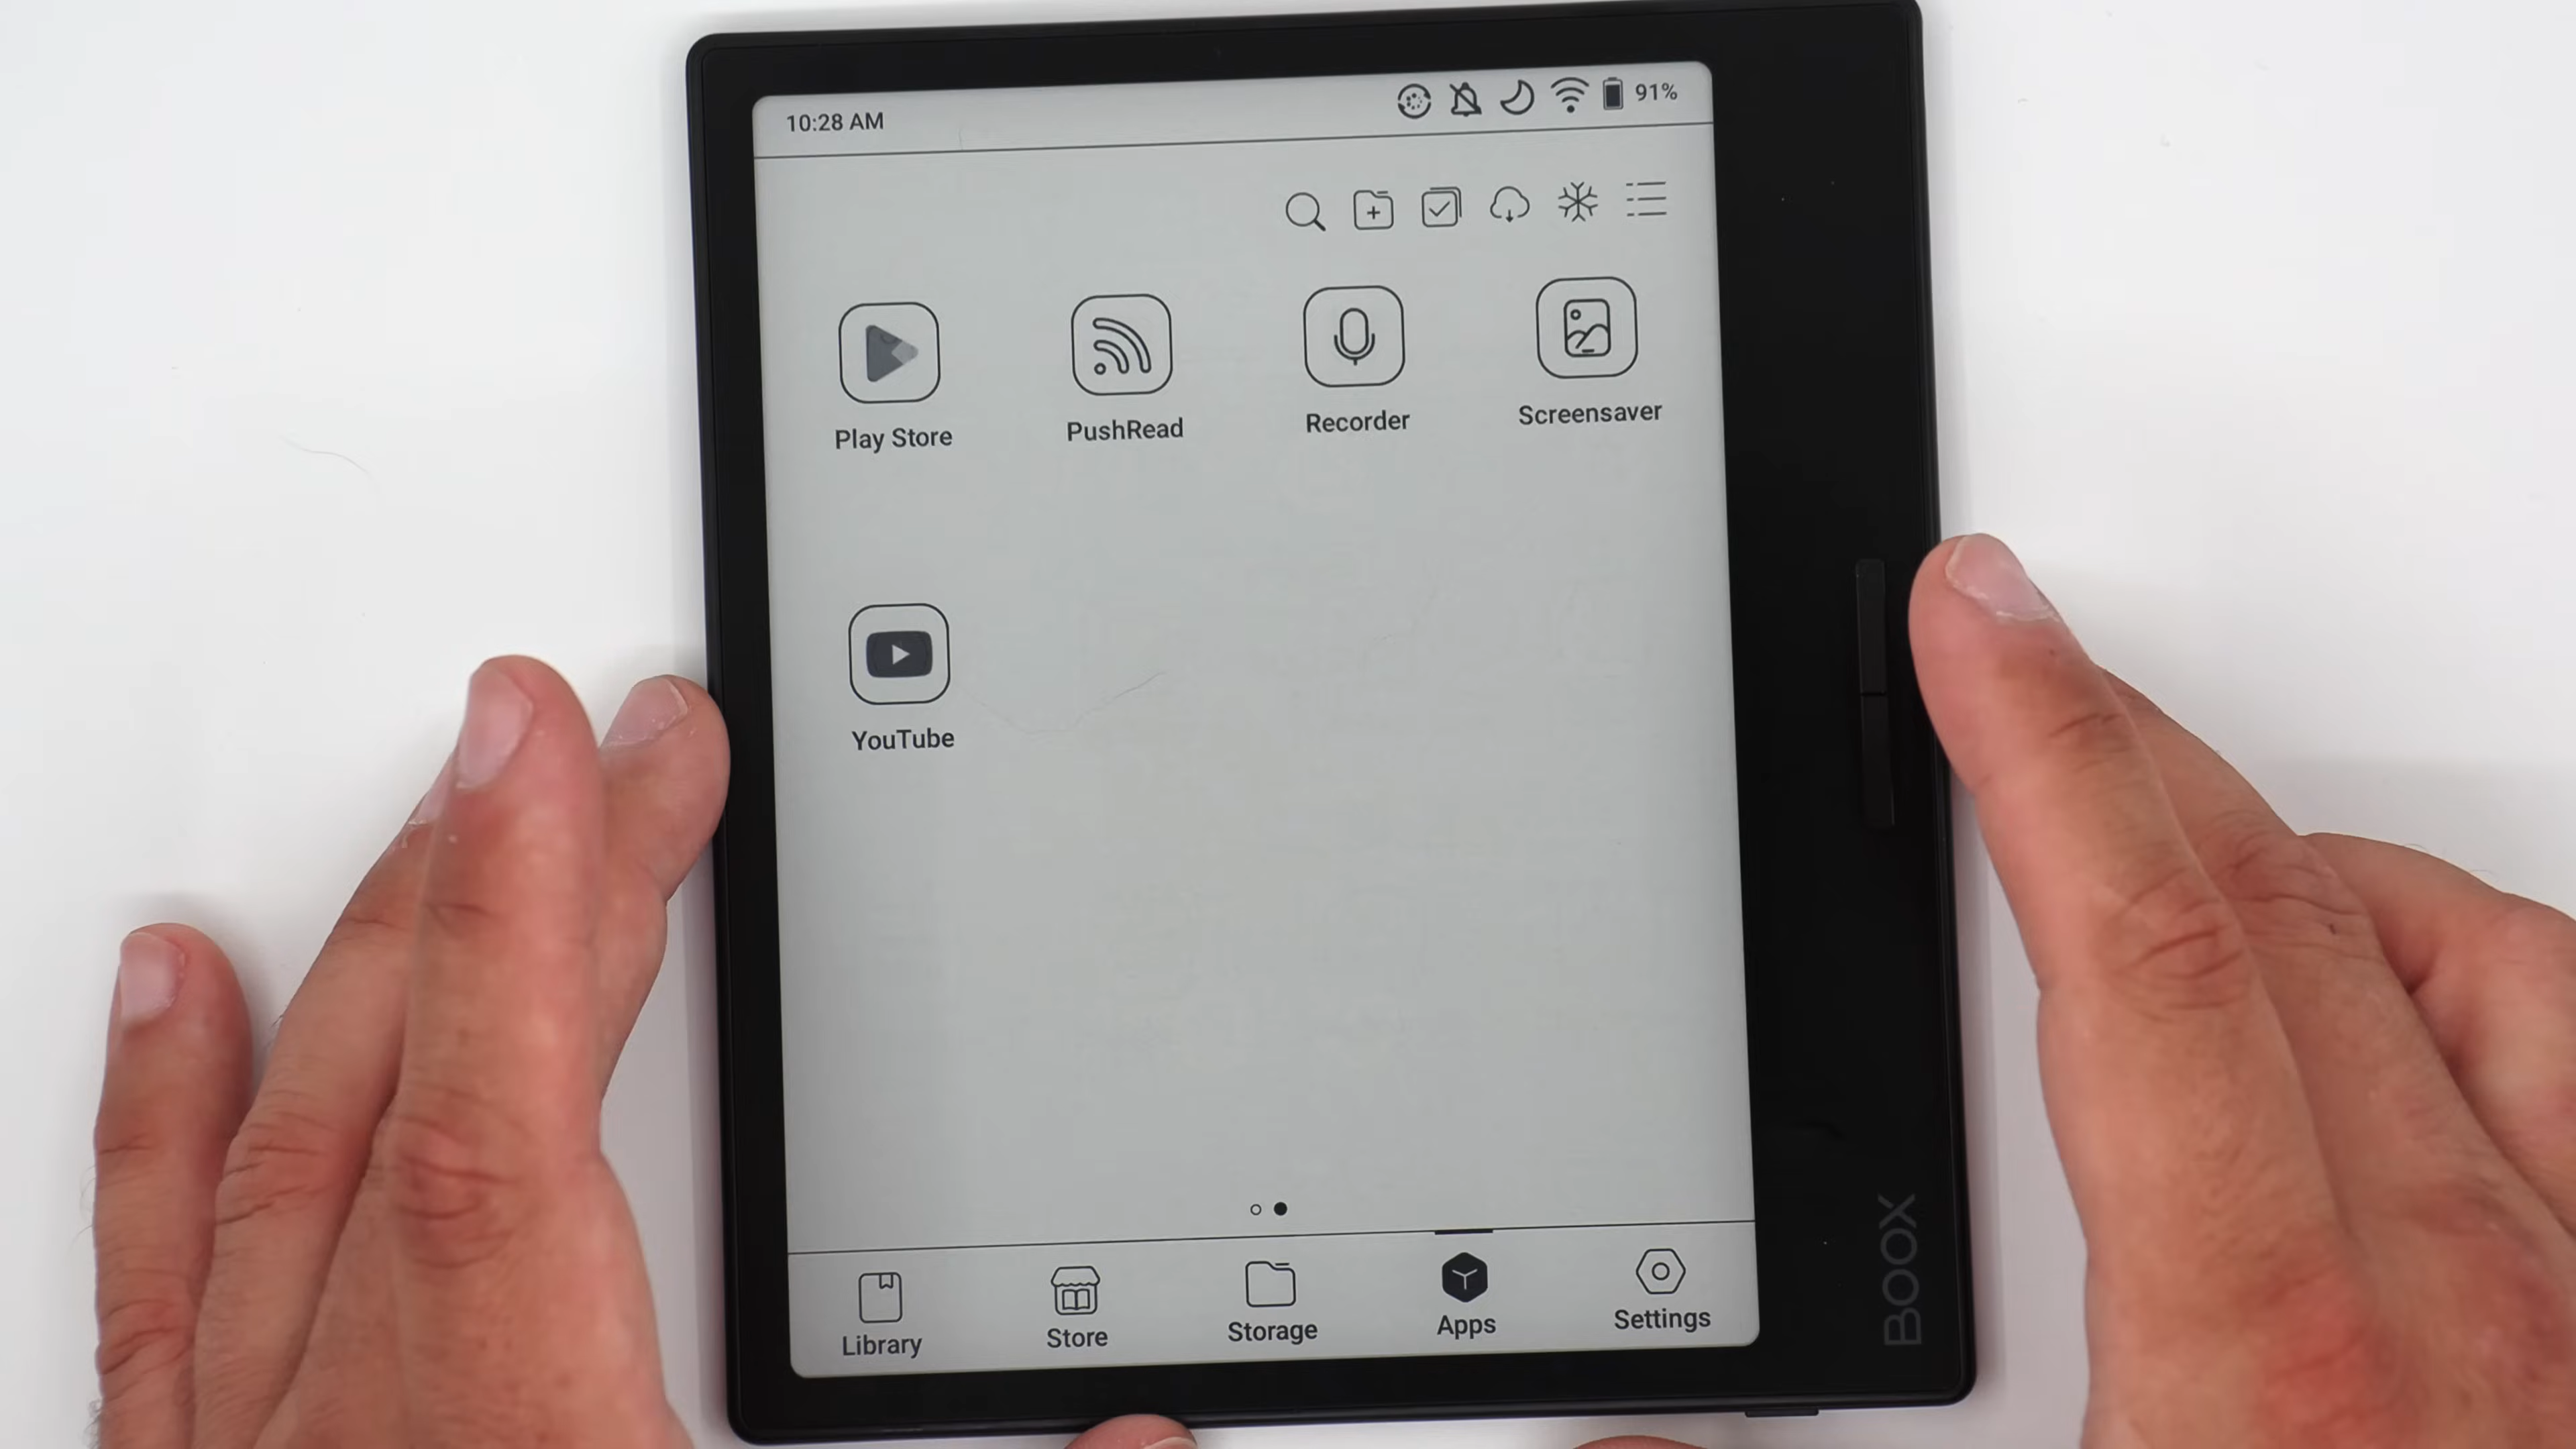 10:28 AM
91%
Play Store
PushRead
Recorder
Screensaver
YouTube
Library
Store
Storage
Apps
Settings
BOOX